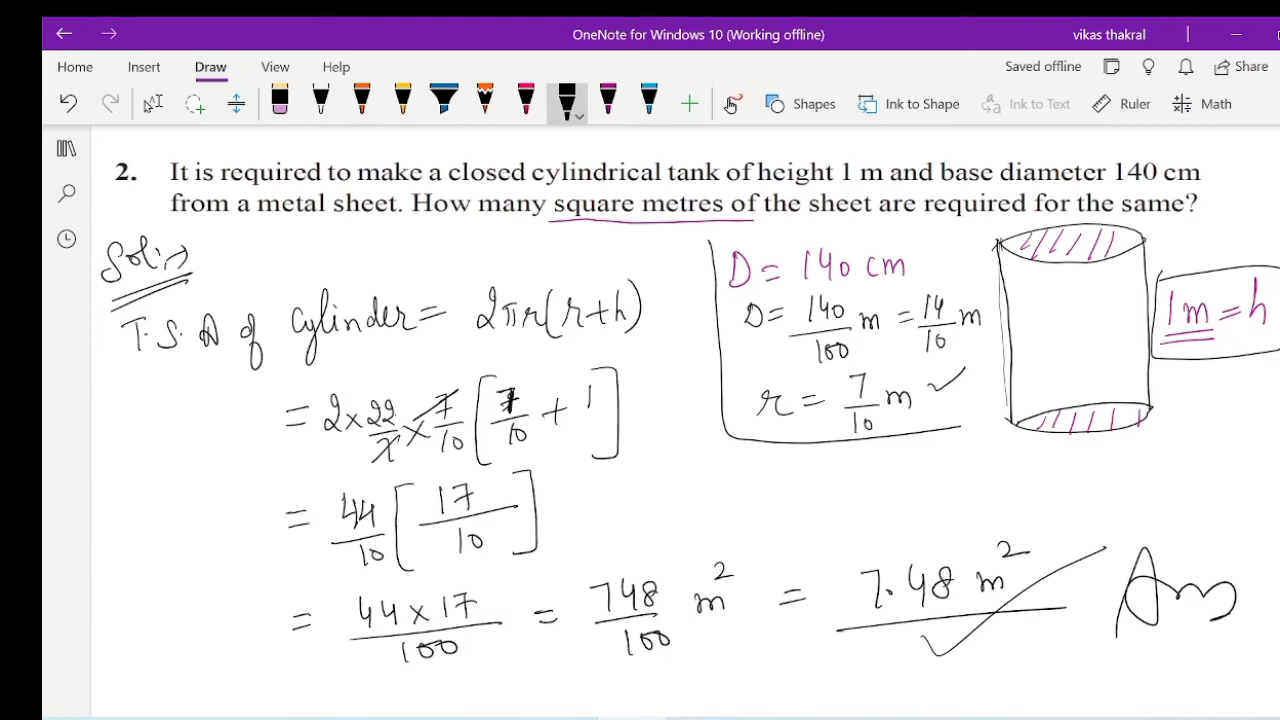 OneNote for Windows 10 (Working offline)
vikas thakral
Home Insert Draw View Help
Saved offline
Share
Shapes
Ink to Shape
Ink to Text
Ruler
Math
2. It is required to make a closed cylindrical tank of height 1 m and base diameter 140 cm
from a metal sheet. How many square metres of the sheet are required for the same?
Sol:→
T.S.A of cylinder = 2πr(r+h)
= 2 × 22/7 × 7/10 [7/10 + 1]
= 44/10 [17/10]
= 44 × 17/100 = 748/100 m² = 7.48 m² Ans
D = 140 cm
D = 140/100 m = 14/10 m
r = 7/10 m ✓
1m = h